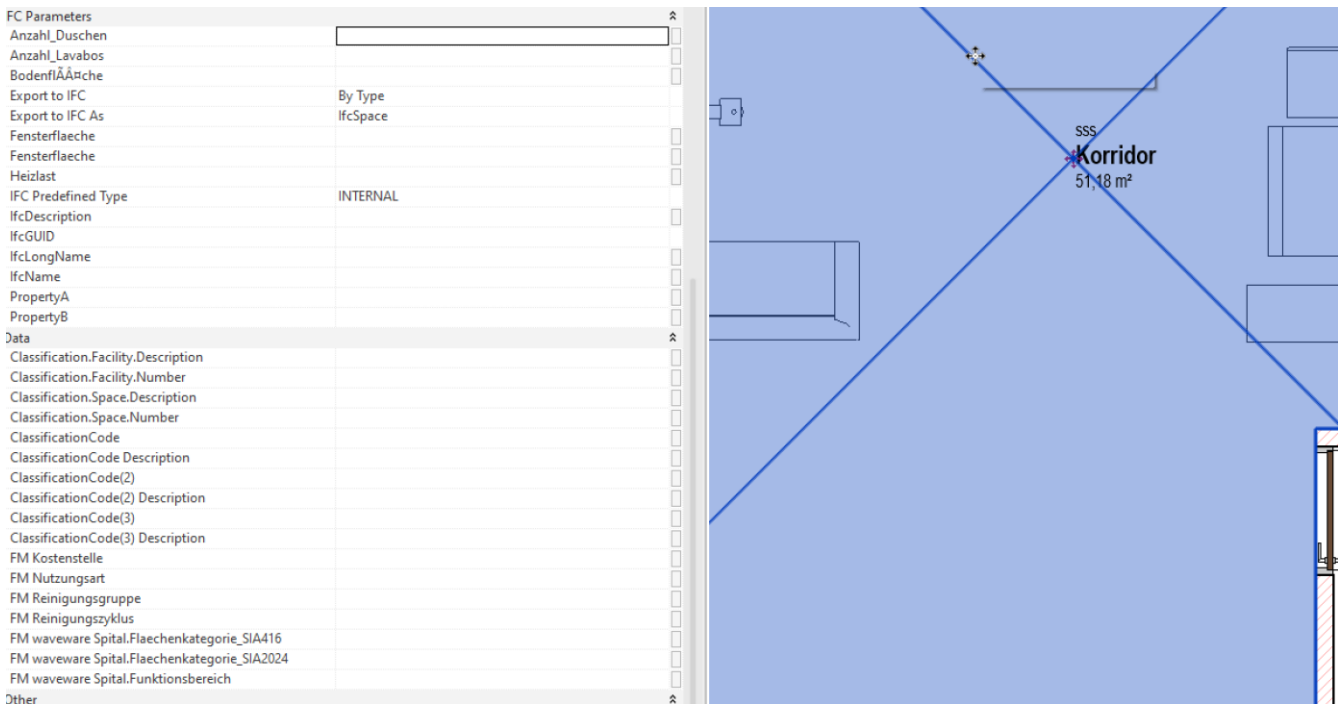 IFC Parameters
Anzahl_Duschen
Anzahl_Lavabos
BodenflÃÂ¤che
Export to IFC By Type
Export to IFC As IfcSpace
Fensterflaeche
Fensterflaeche
Heizlast
IFC Predefined Type INTERNAL
IfcDescription
IfcGUID
IfcLongName
IfcName
PropertyA
PropertyB
Data
Classification.Facility.Description
Classification.Facility.Number
Classification.Space.Description
Classification.Space.Number
ClassificationCode
ClassificationCode Description
ClassificationCode(2)
ClassificationCode(2) Description
ClassificationCode(3)
ClassificationCode(3) Description
FM Kostenstelle
FM Nutzungsart
FM Reinigungsgruppe
FM Reinigungszyklus
FM waveware Spital.Flaechenkategorie_SIA416
FM waveware Spital.Flaechenkategorie_SIA2024
FM waveware Spital.Funktionsbereich
Other
sss
Korridor
51,18 m²